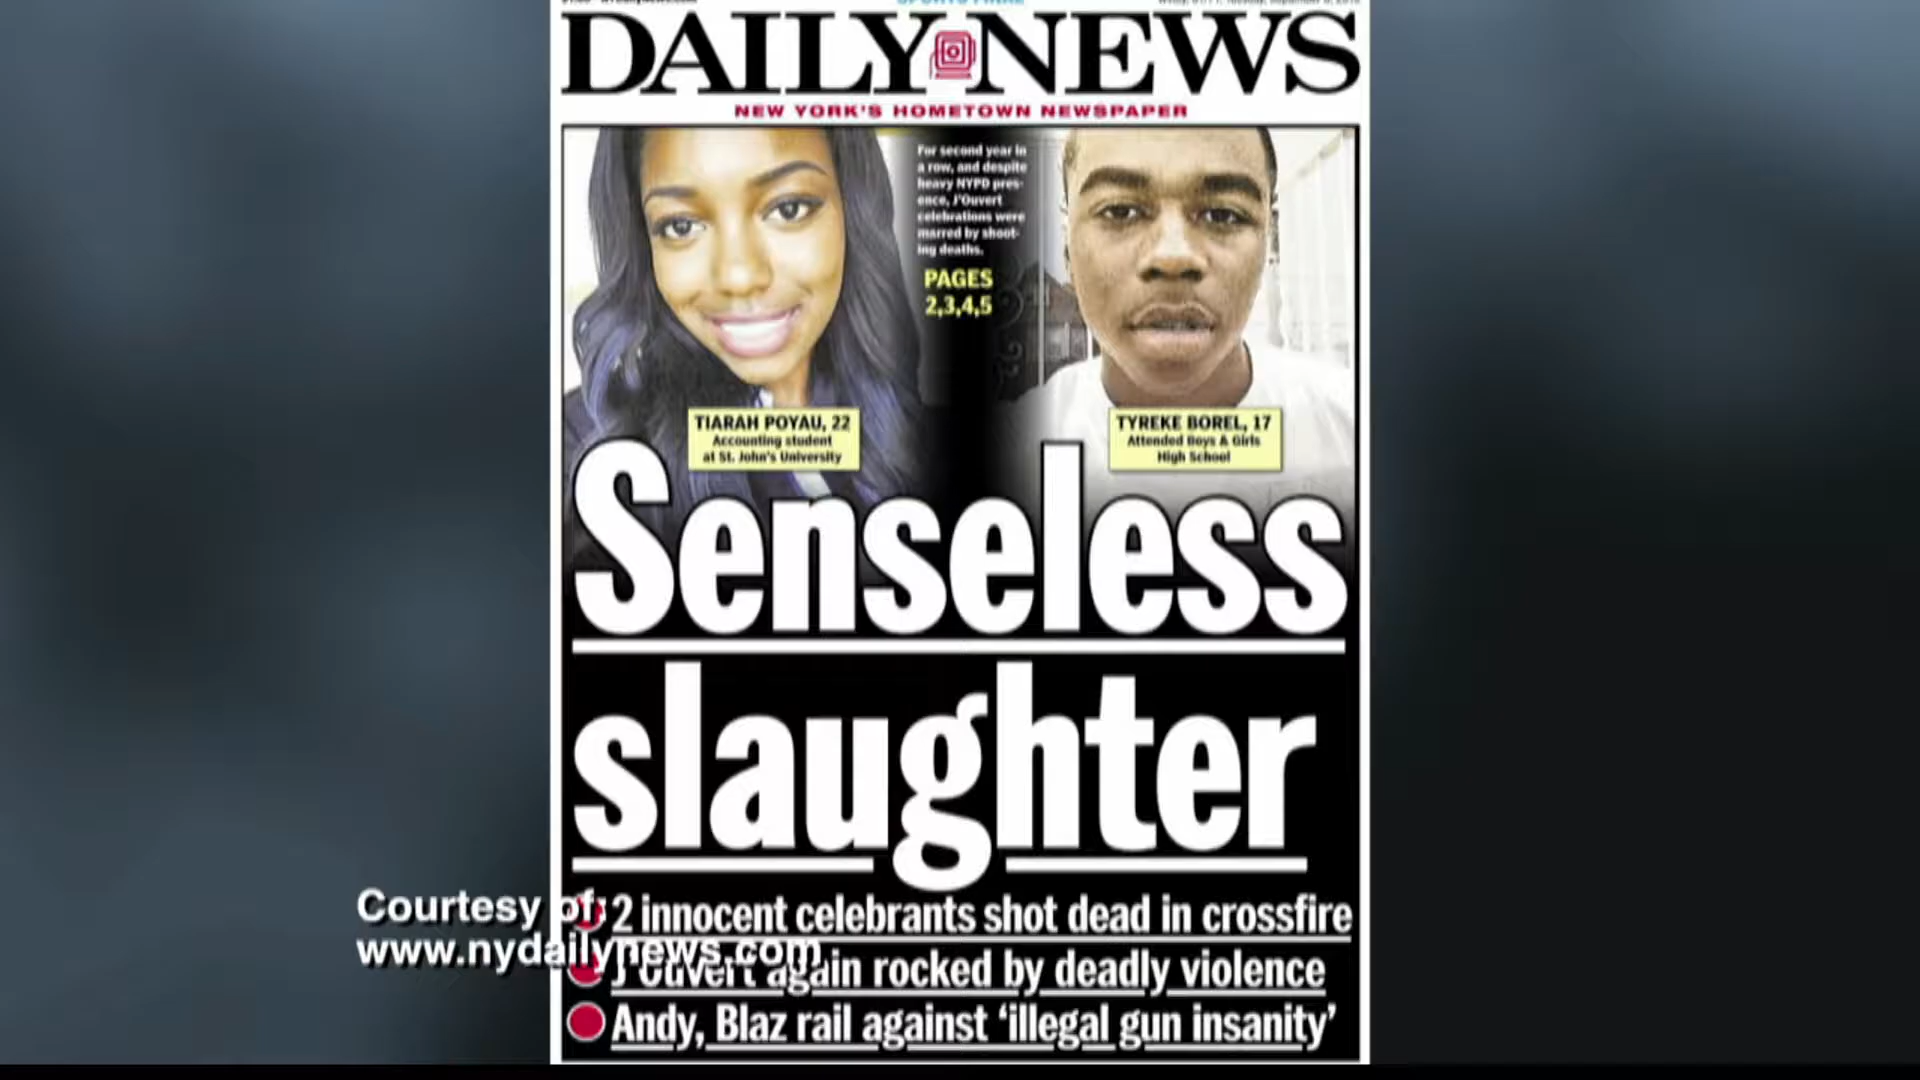 DAILY NEWS
NEW YORK'S HOMETOWN NEWSPAPER
For second year in
a row, and despite
heavy NYPD pres-
ence, J'Ouvert
celebrations were
marred by shoot-
ing deaths.
PAGES
2,3,4,5
TIARAH POYAU, 22
Accounting student
at St. John's University
TYREKE BOREL, 17
Attended Boys & Girls
High School
Senseless
slaughter
2 innocent celebrants shot dead in crossfire
J'Ouvert again rocked by deadly violence
Andy, Blaz rail against 'illegal gun insanity'
Courtesy of:
www.nydailynews.com